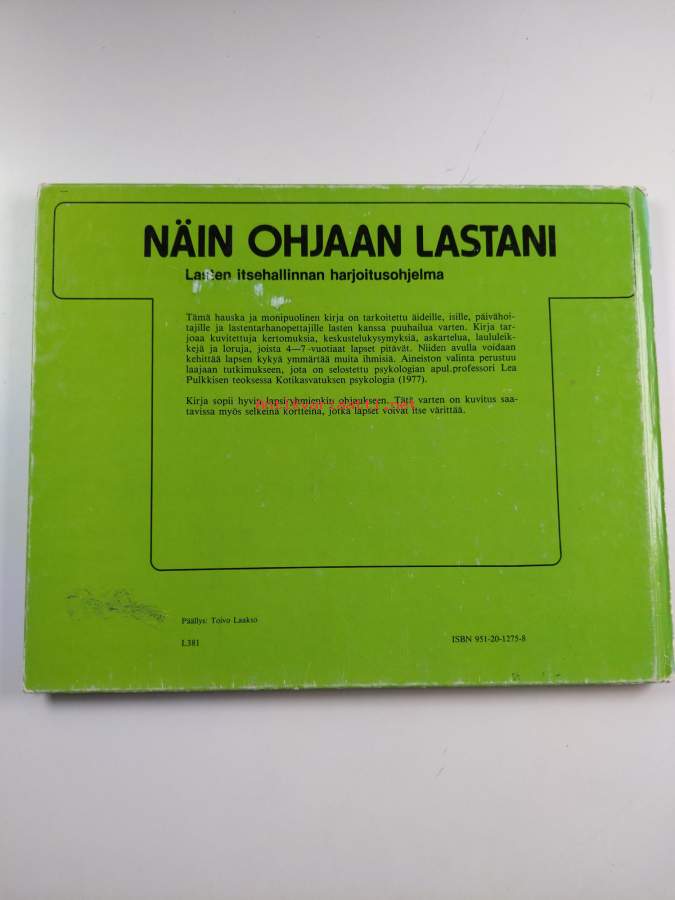 NÄIN OHJAAN LASTANI
Lasten itsehallinnan harjoitusohjelma
Tämä hauska ja monipuolinen kirja on tarkoitettu äideille, isille, päivähoi-
tajille ja lastentarhanopettajille lasten kanssa puuhailua varten. Kirja tar-
joaa kuvitettuja kertomuksia, keskustelukysymyksiä, askartelua, laululeik-
kejä ja loruja, joista 4—7-vuotiaat lapset pitävät. Niiden avulla voidaan
kehittää lapsen kykyä ymmärtää muita ihmisiä. Aineiston valinta perustuu
laajaan tutkimukseen, jota on selostettu psykologian apul.professori Lea
Pulkkisen teoksessa Kotikasvatuksen psykologia (1977).
Kirja sopii hyvin lapsiryhmienkin ohjaukseen. Tätä varten on kuvitus saa-
tavissa myös selkeinä kortteina, jotka lapset voivat itse värittää.
Päällys: Toivo Laakso
L381
ISBN 951-20-1275-8